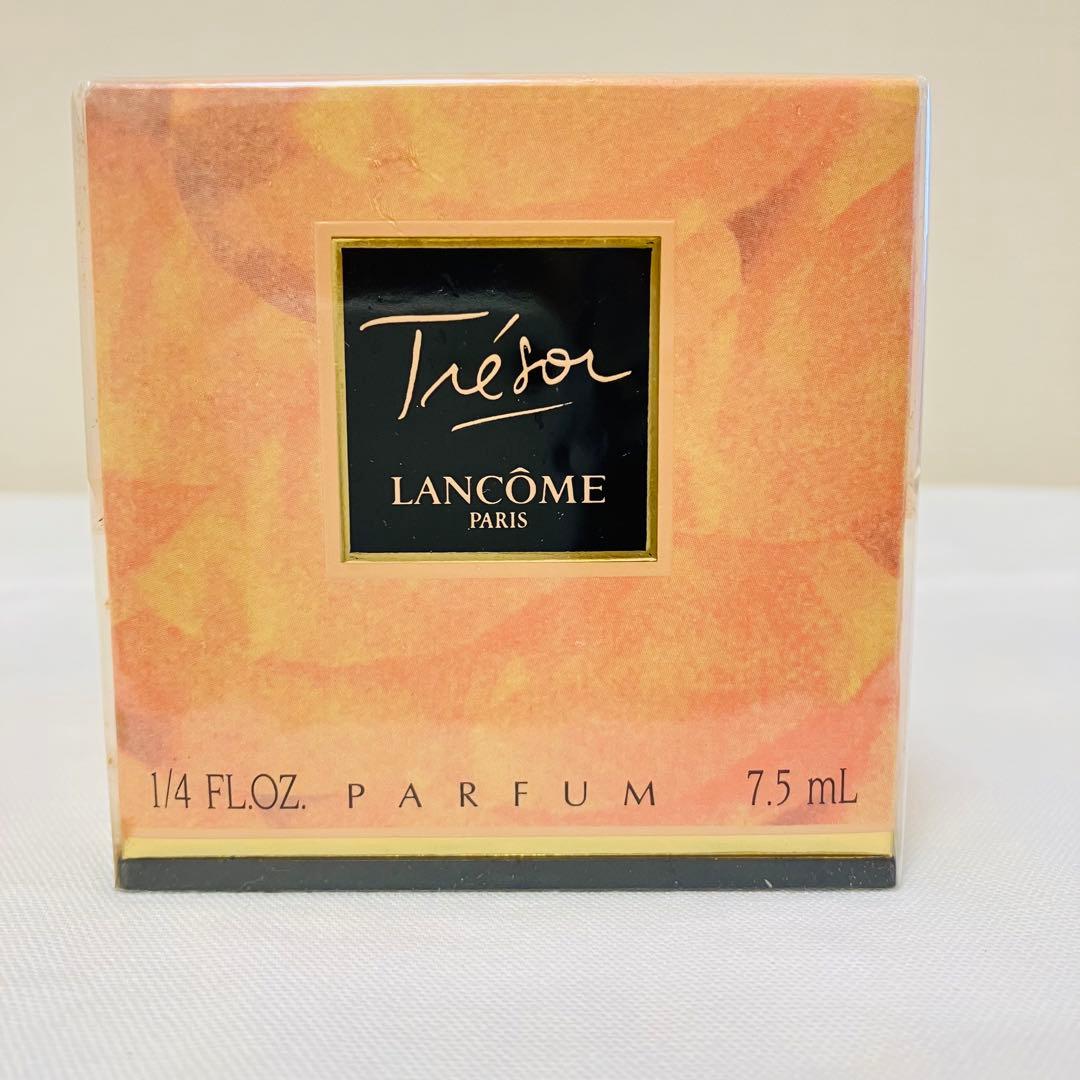 Trésor
LANCÔME
PARIS
1/4 FL.OZ. PARFUM 7.5 mL